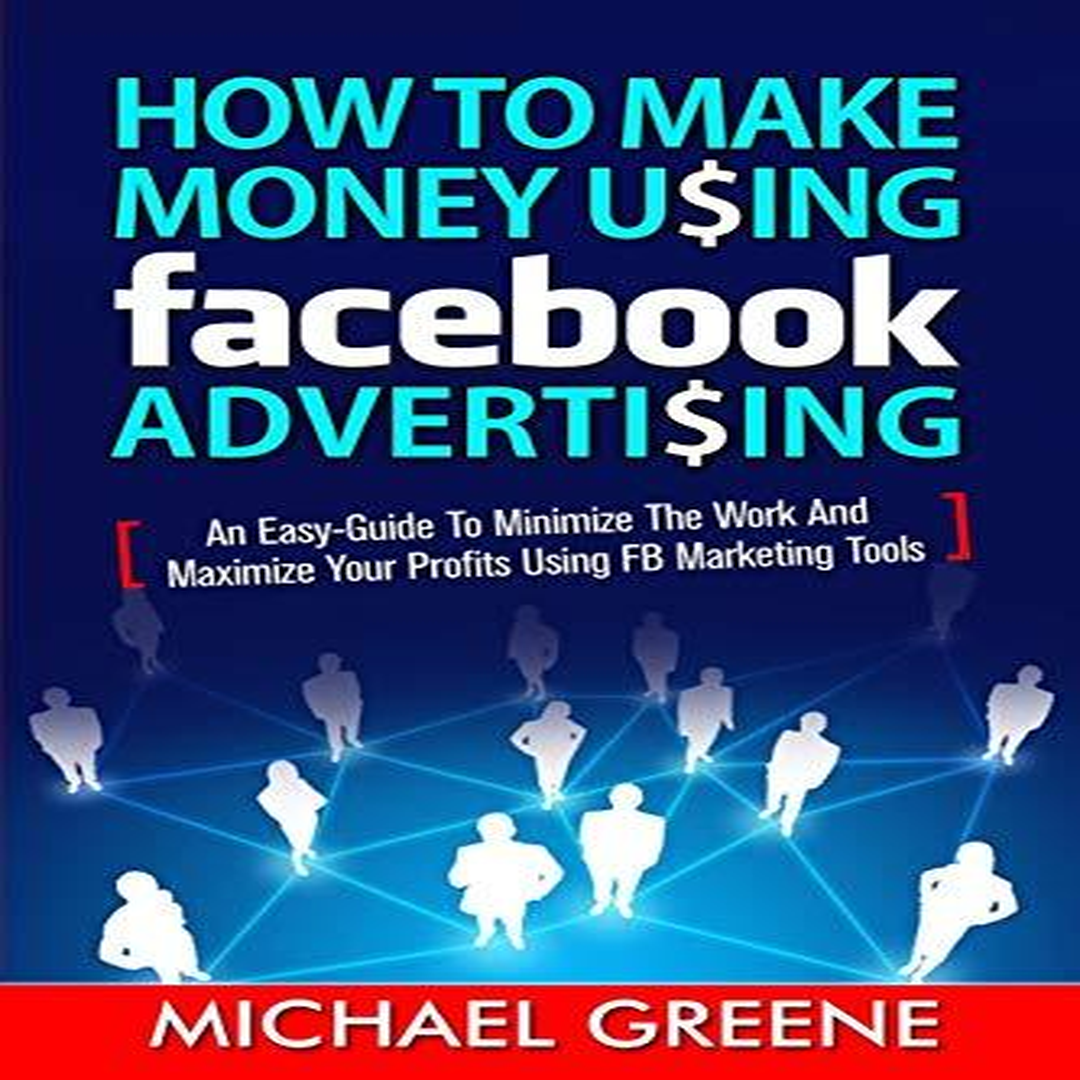 HOW TO MAKE
MONEY U$ING
facebook
ADVERTI$ING
[ An Easy-Guide To Minimize The Work And
Maximize Your Profits Using FB Marketing Tools ]
MICHAEL GREENE